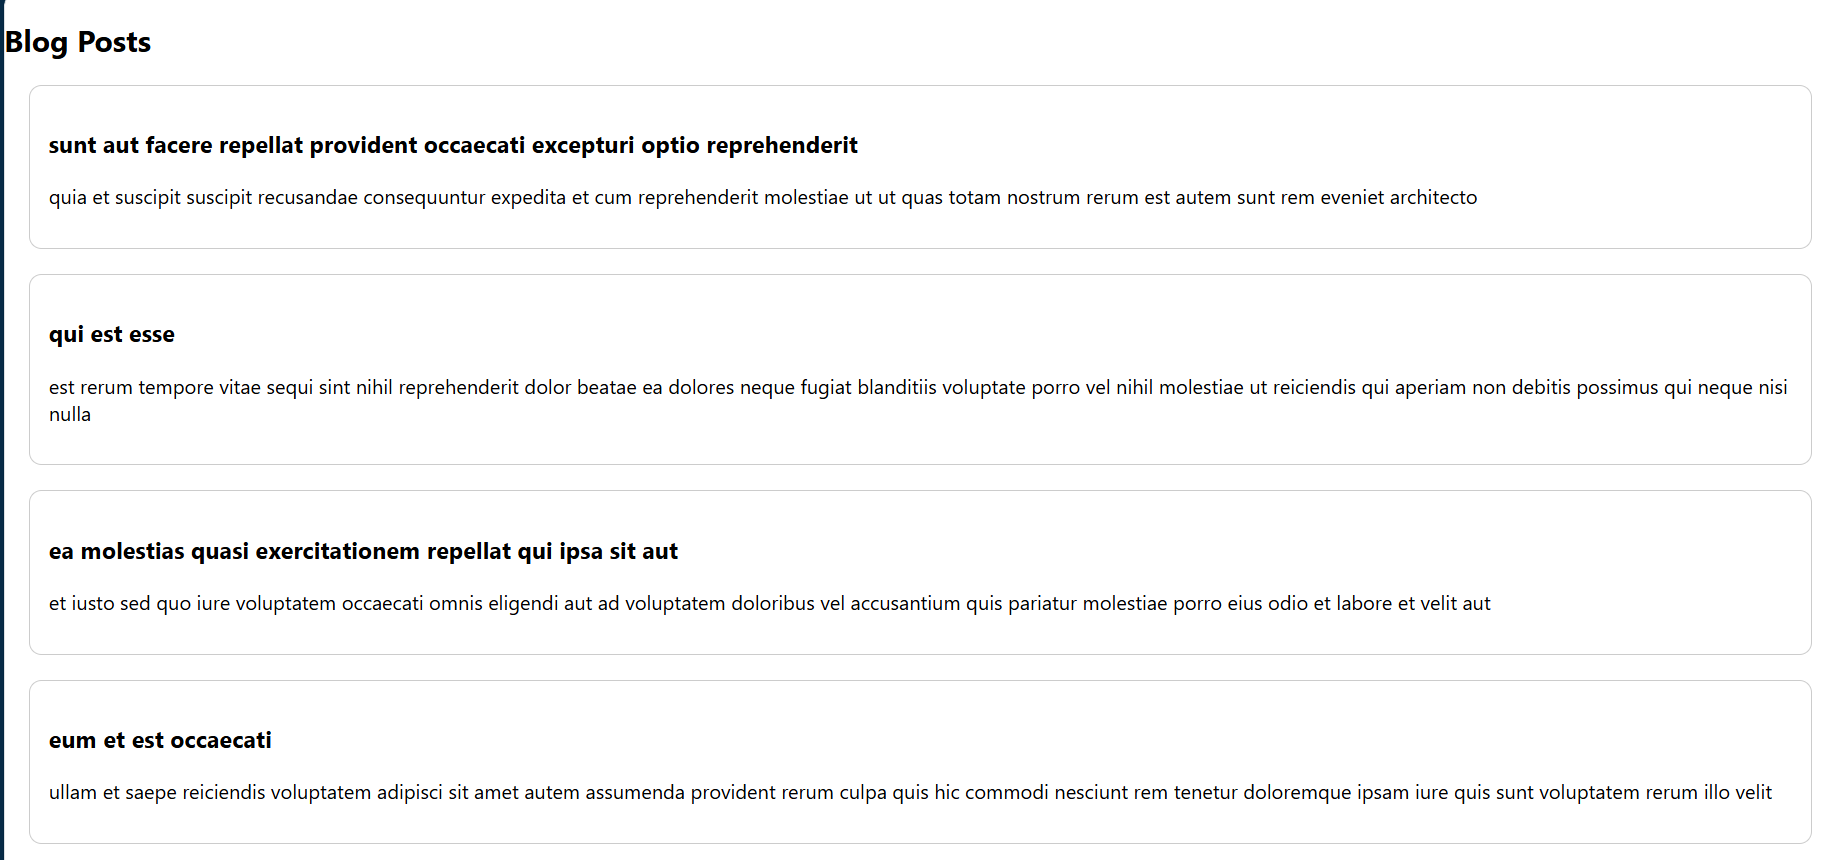 Blog Posts
sunt aut facere repellat provident occaecati excepturi optio reprehenderit
quia et suscipit suscipit recusandae consequuntur expedita et cum reprehenderit molestiae ut ut quas totam nostrum rerum est autem sunt rem eveniet architecto
qui est esse
est rerum tempore vitae sequi sint nihil reprehenderit dolor beatae ea dolores neque fugiat blanditiis voluptate porro vel nihil molestiae ut reiciendis qui aperiam non debitis possimus qui neque nisi
nulla
ea molestias quasi exercitationem repellat qui ipsa sit aut
et iusto sed quo iure voluptatem occaecati omnis eligendi aut ad voluptatem doloribus vel accusantium quis pariatur molestiae porro eius odio et labore et velit aut
eum et est occaecati
ullam et saepe reiciendis voluptatem adipisci sit amet autem assumenda provident rerum culpa quis hic commodi nesciunt rem tenetur doloremque ipsam iure quis sunt voluptatem rerum illo velit